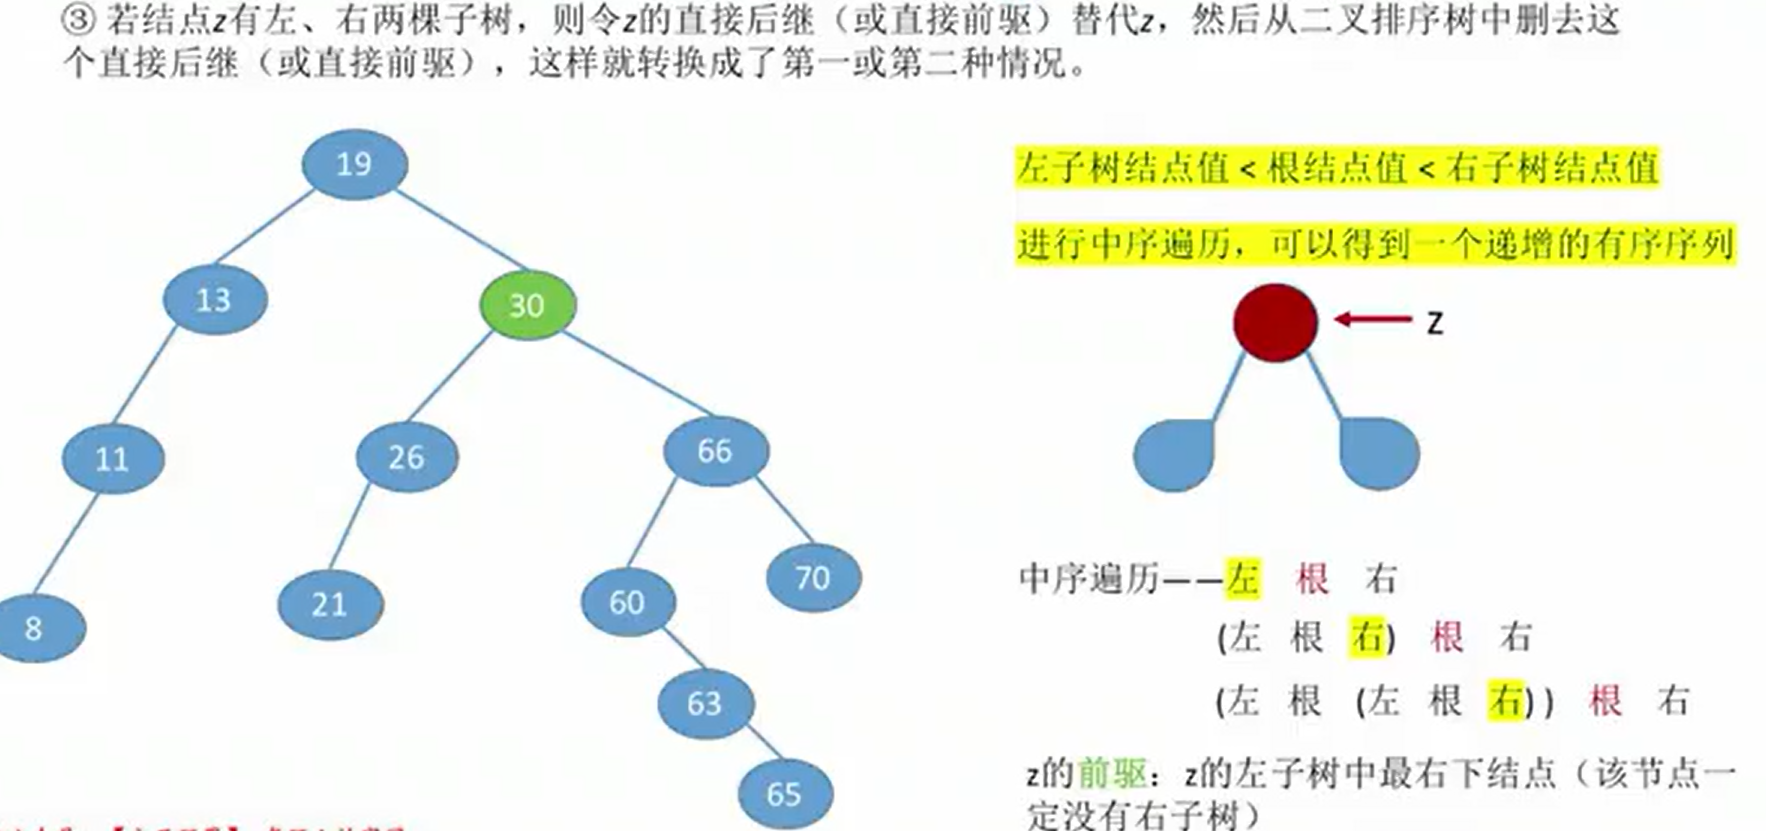 ③ 若结点z有左、右两棵子树，则令z的直接后继（或直接前驱）替代z，然后从二叉排序树中删去这
个直接后继（或直接前驱），这样就转换成了第一或第二种情况。
19
13
30
11
26
66
8
21
60
70
63
65
左子树结点值 < 根结点值 < 右子树结点值
进行中序遍历，可以得到一个递增的有序序列
z
中序遍历——左 根 右
(左 根 右) 根 右
(左 根 (左 根 右)) 根 右
z的前驱：z的左子树中最右下结点（该节点一
定没有右子树）